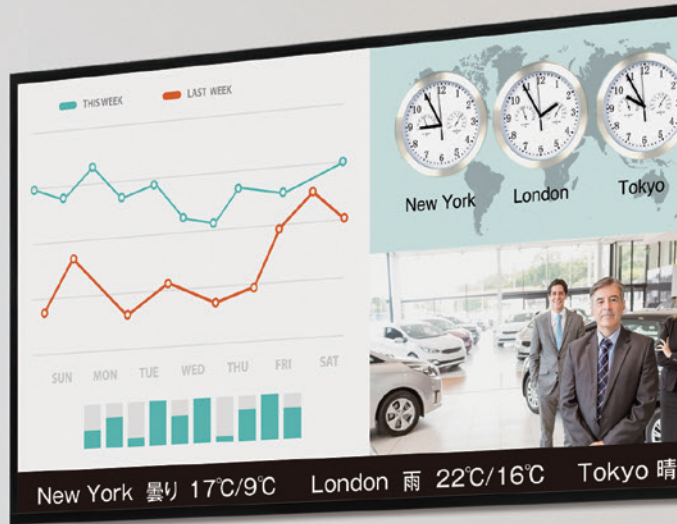 THIS WEEK
LAST WEEK
New York
London
Tokyo
SUN MON TUE WED THU FRI SAT
New York 曇り 17℃/9℃ London 雨 22℃/16℃ Tokyo 晴